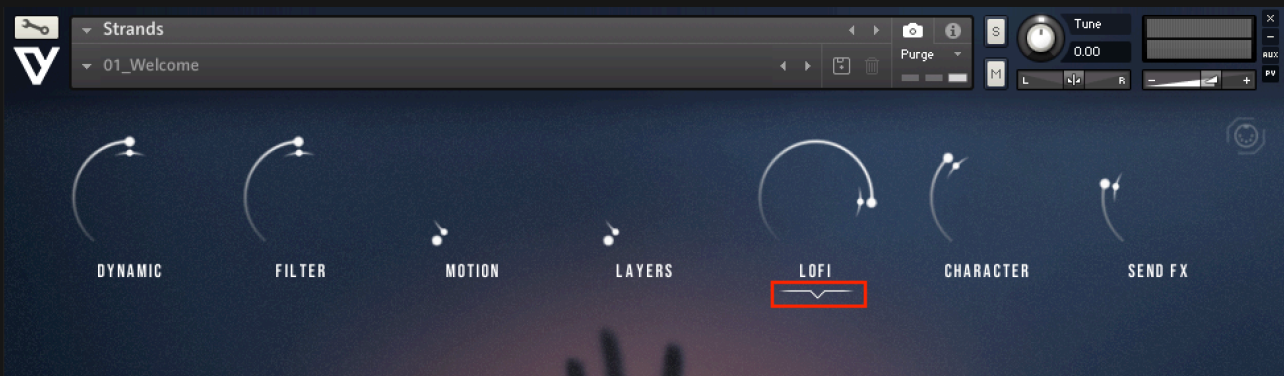 Strands
Purge
S
Tune
0.00
×
AUX
PV
01_Welcome
M
L
R
DYNAMIC
FILTER
MOTION
LAYERS
LOFI
CHARACTER
SEND FX